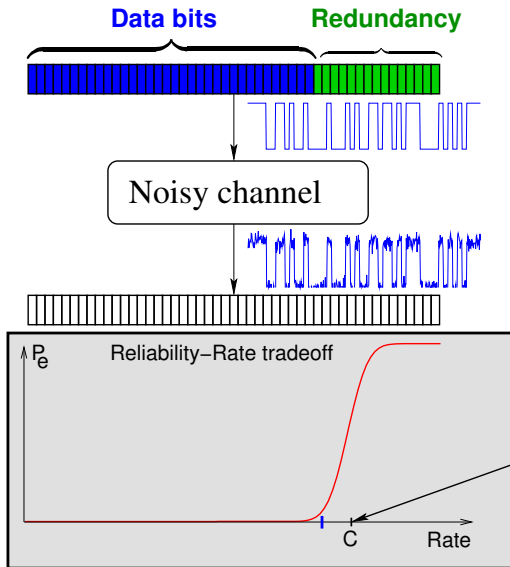 Data bits Redundancy
Noisy channel
Pe Reliability−Rate tradeoff
C Rate